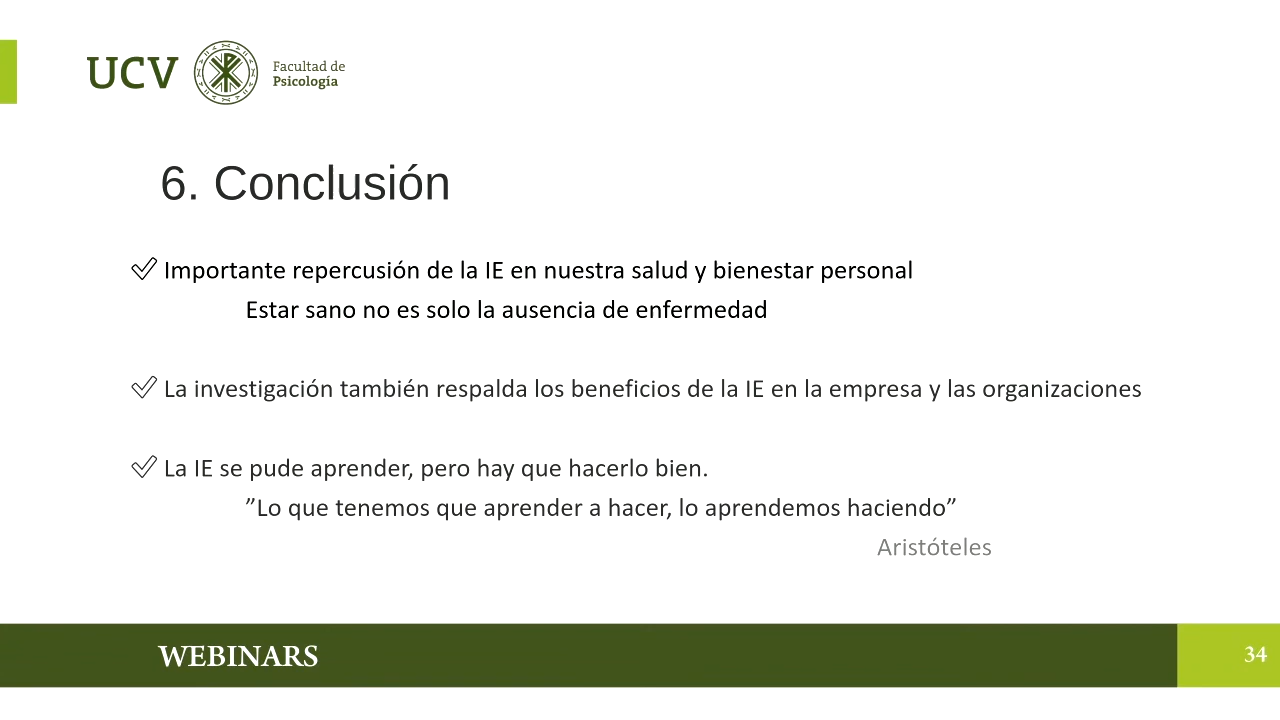 UCV
Facultad de
Psicología
6. Conclusión
✓ Importante repercusión de la IE en nuestra salud y bienestar personal
Estar sano no es solo la ausencia de enfermedad
✓ La investigación también respalda los beneficios de la IE en la empresa y las organizaciones
✓ La IE se pude aprender, pero hay que hacerlo bien.
”Lo que tenemos que aprender a hacer, lo aprendemos haciendo”
Aristóteles
WEBINARS
34